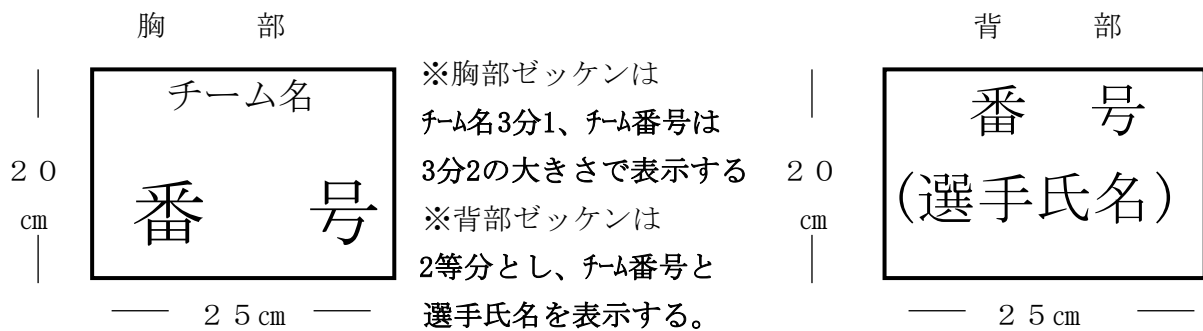 胸　部
チーム名
番　号
２０
cm
２５㎝
※胸部ゼッケンは
ﾁｰﾑ名3分1、ﾁｰﾑ番号は
3分2の大きさで表示する
※背部ゼッケンは
2等分とし、ﾁｰﾑ番号と
選手氏名を表示する。
背　部
番　号
(選手氏名)
２０
cm
２５㎝